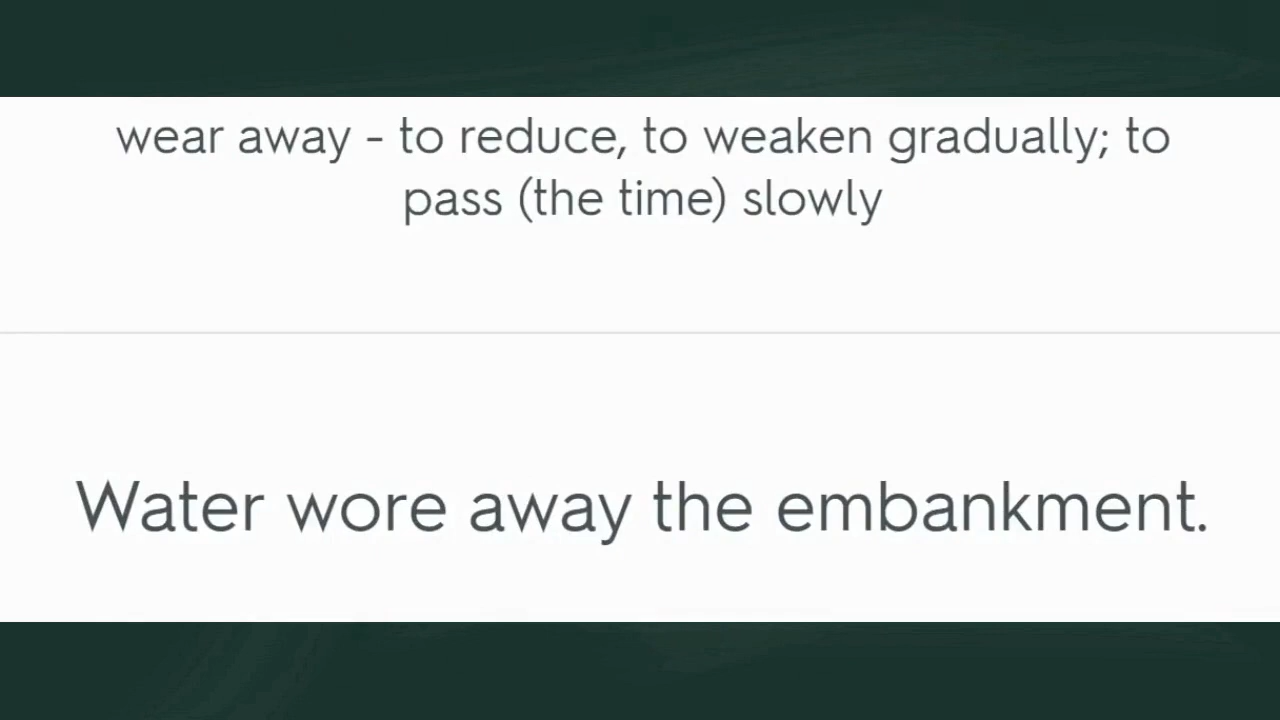 wear away - to reduce, to weaken gradually; to
pass (the time) slowly
Water wore away the embankment.